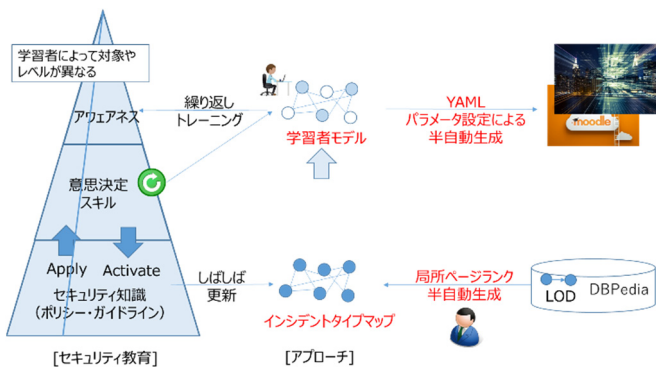 学習者によって対象や
レベルが異なる
アウェアネス
繰り返し
トレーニング
学習者モデル
YAML
パラメータ設定による
半自動生成
moodle
意思決定
スキル
Apply
Activate
セキュリティ知識
(ポリシー・ガイドライン)
しばしば
更新
インシデントタイプマップ
局所ページランク
半自動生成
LOD
DBPedia
[セキュリティ教育]
[アプローチ]